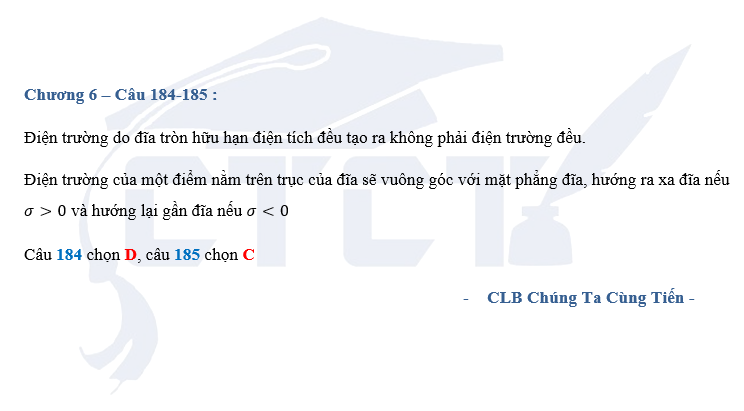 Chương 6 – Câu 184-185 :
Điện trường do đĩa tròn hữu hạn điện tích đều tạo ra không phải điện trường đều.
Điện trường của một điểm nằm trên trục của đĩa sẽ vuông góc với mặt phẳng đĩa, hướng ra xa đĩa nếu
σ > 0 và hướng lại gần đĩa nếu σ < 0
Câu 184 chọn D, câu 185 chọn C
- CLB Chúng Ta Cùng Tiến -
CTCT